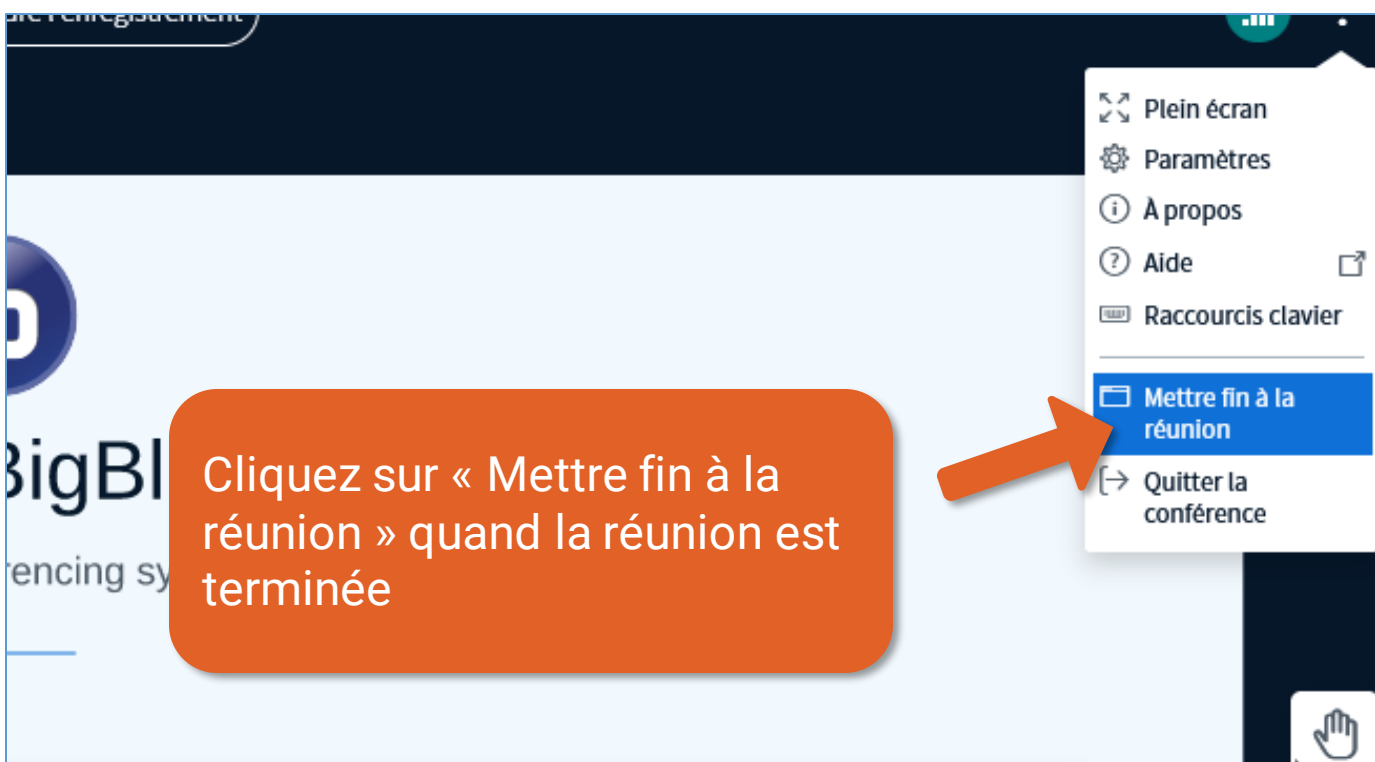 l'enregistrement
Plein écran
Paramètres
À propos
Aide
Raccourcis clavier
Mettre fin à la
réunion
Quitter la
conférence
BigBl
Cliquez sur « Mettre fin à la
réunion » quand la réunion est
terminée
rencing sy